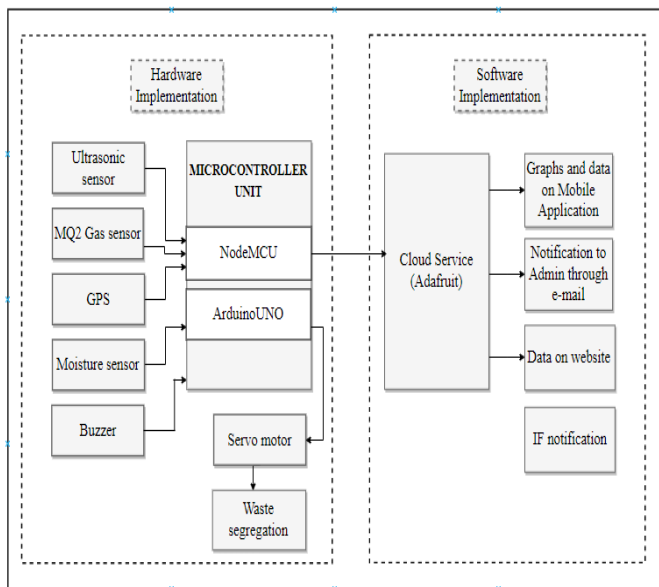 Hardware
Implementation
Ultrasonic
sensor
MQ2 Gas sensor
GPS
Moisture sensor
Buzzer
MICROCONTROLLER
UNIT
NodeMCU
ArduinoUNO
Servo motor
Waste
segregation
Software
Implementation
Cloud Service
(Adafruit)
Graphs and data
on Mobile
Application
Notification to
Admin through
e-mail
Data on website
IF notification